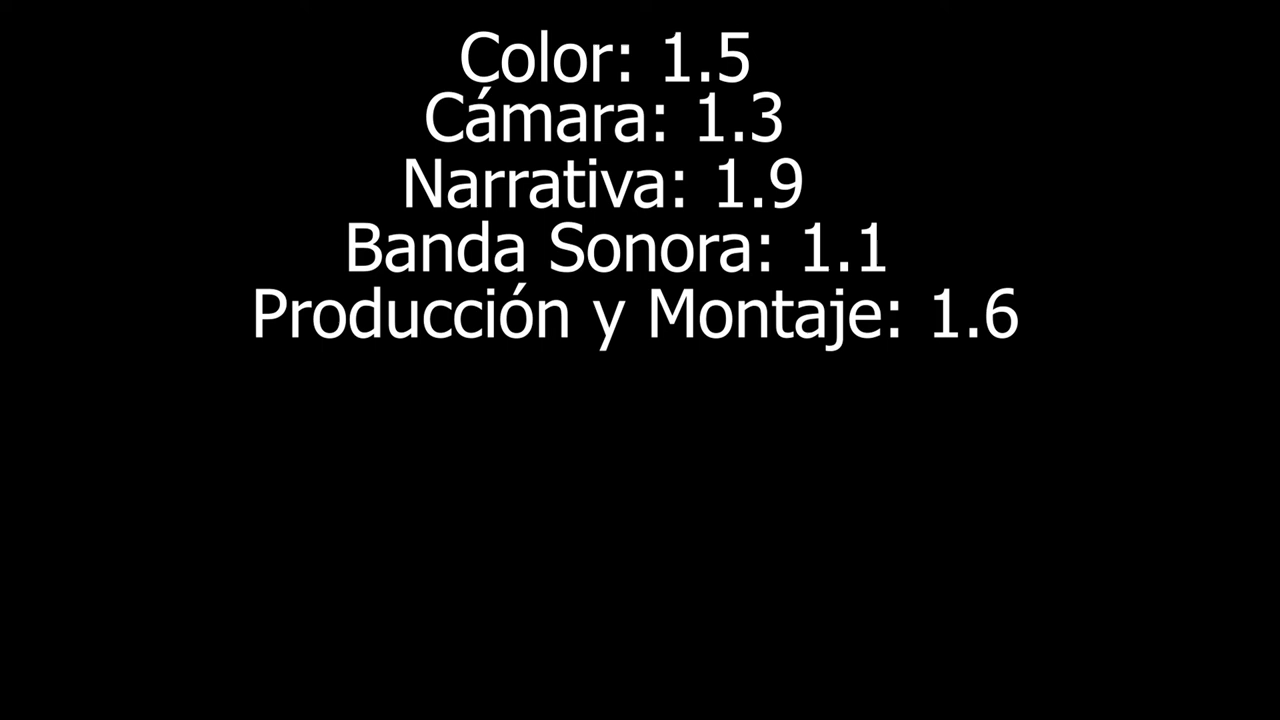 Color: 1.5
Cámara: 1.3
Narrativa: 1.9
Banda Sonora: 1.1
Producción y Montaje: 1.6